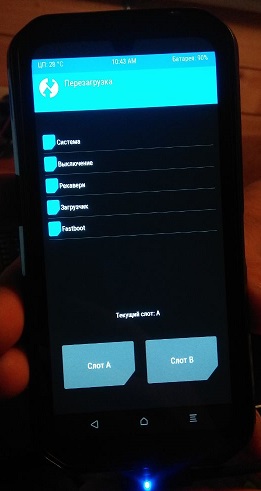 ЦП: 28 °C 10:43 AM Батарея: 90%
Перезагрузка
Система
Выключение
Рекавери
Загрузчик
Fastboot
Текущий слот: A
Слот A Слот B